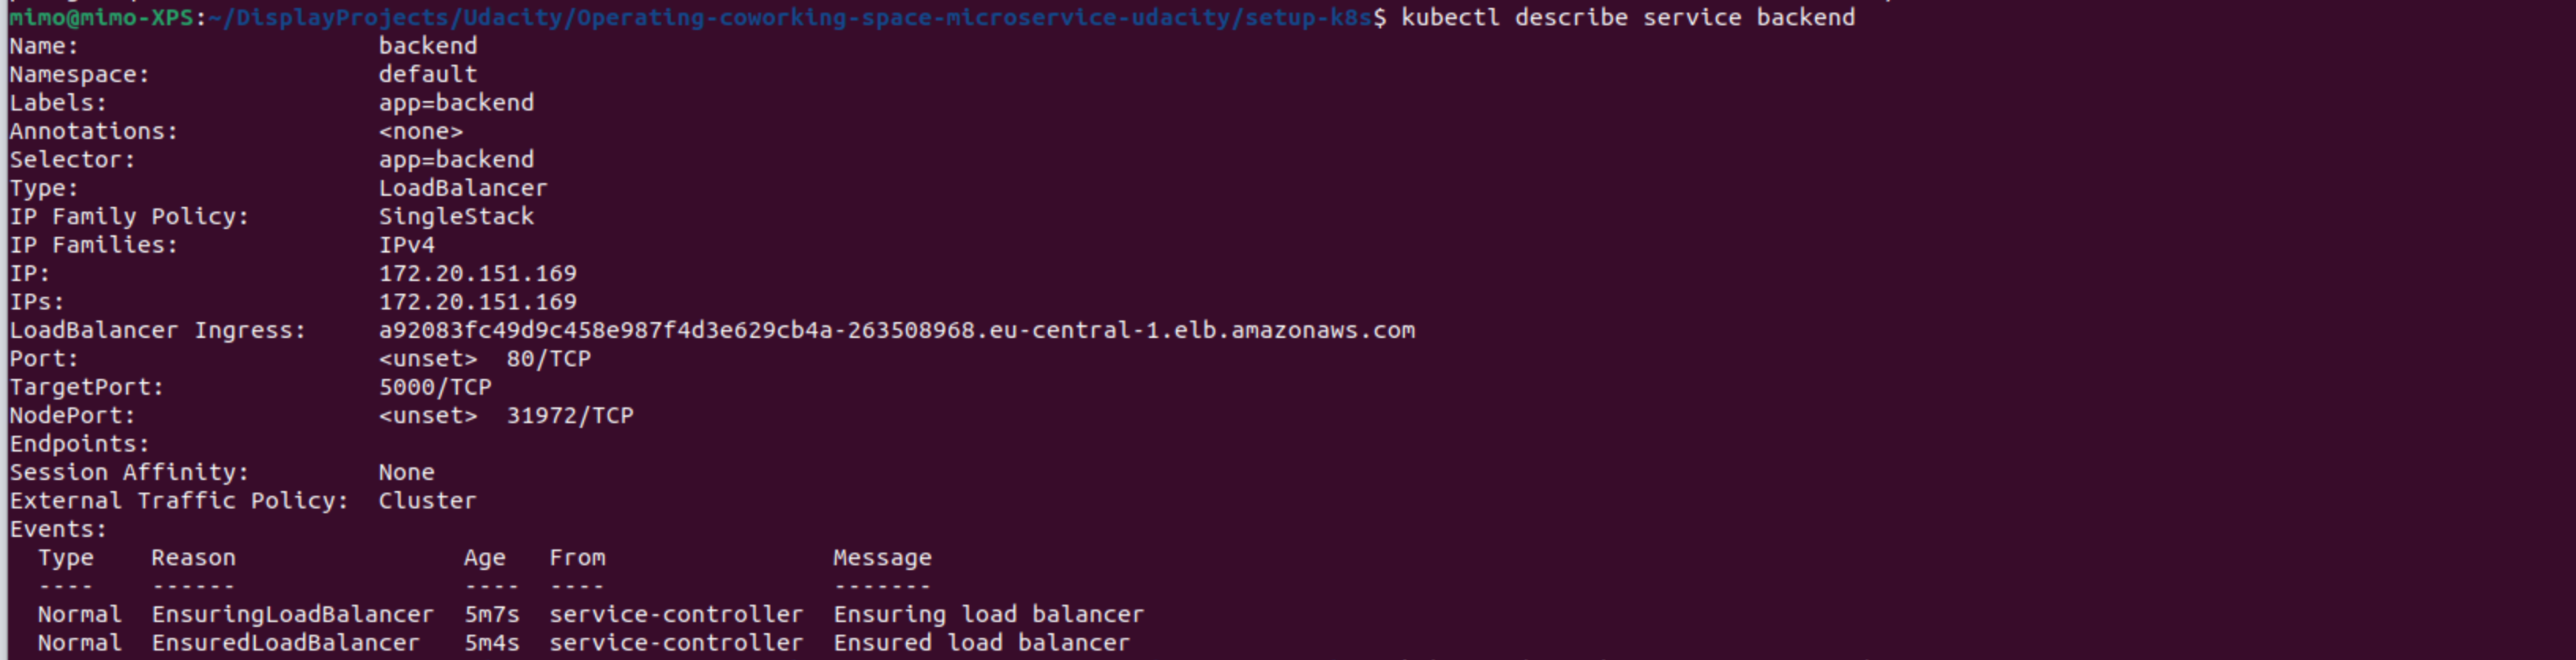 mimo@mimo-XPS:~/DisplayProjects/Udacity/Operating-coworking-space-microservice-udacity/setup-k8s$ kubectl describe service backend
Name:                     backend
Namespace:                default
Labels:                   app=backend
Annotations:              <none>
Selector:                 app=backend
Type:                     LoadBalancer
IP Family Policy:         SingleStack
IP Families:              IPv4
IP:                       172.20.151.169
IPs:                      172.20.151.169
LoadBalancer Ingress:     a92083fc49d9c458e987f4d3e629cb4a-263508968.eu-central-1.elb.amazonaws.com
Port:                     <unset>  80/TCP
TargetPort:               5000/TCP
NodePort:                 <unset>  31972/TCP
Endpoints:
Session Affinity:         None
External Traffic Policy:  Cluster
Events:
  Type    Reason                Age   From                Message
  ----    ------                ----  ----                -------
  Normal  EnsuringLoadBalancer  5m7s  service-controller  Ensuring load balancer
  Normal  EnsuredLoadBalancer   5m4s  service-controller  Ensured load balancer